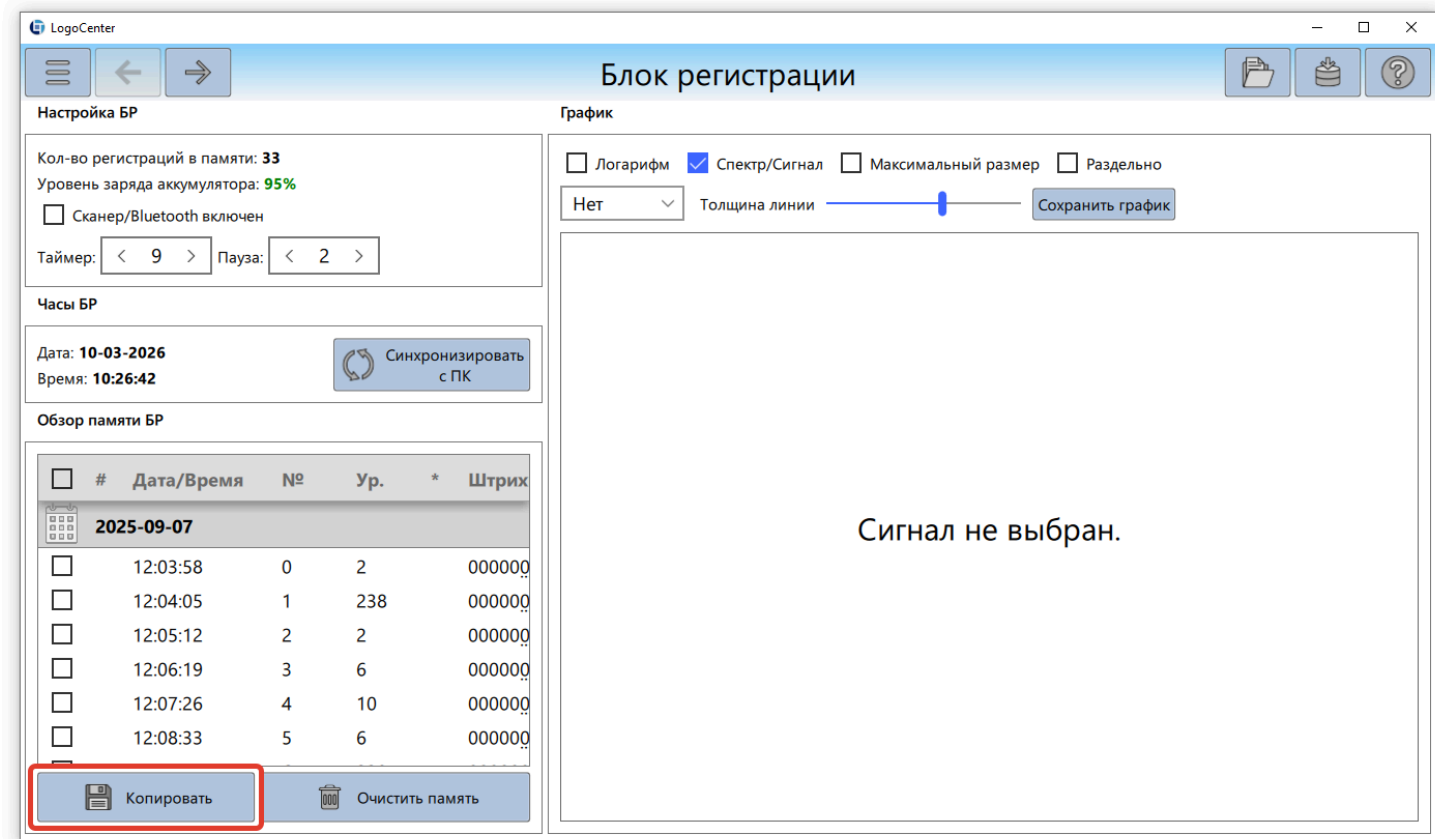 LogoCenter
Блок регистрации
Настройка БР
Кол-во регистраций в памяти: 33
Уровень заряда аккумулятора: 95%
Сканер/Bluetooth включен
Таймер: < 9 > Пауза: < 2 >
Часы БР
Дата: 10-03-2026
Время: 10:26:42
Синхронизировать
с ПК
Обзор памяти БР
# Дата/Время № Ур. * Штрих
2025-09-07
12:03:58 0 2 000000
12:04:05 1 238 000000
12:05:12 2 2 000000
12:06:19 3 6 000000
12:07:26 4 10 000000
12:08:33 5 6 000000
Копировать
Очистить память
График
Логарифм Спектр/Сигнал Максимальный размер Раздельно
Нет Толщина линии Сохранить график
Сигнал не выбран.